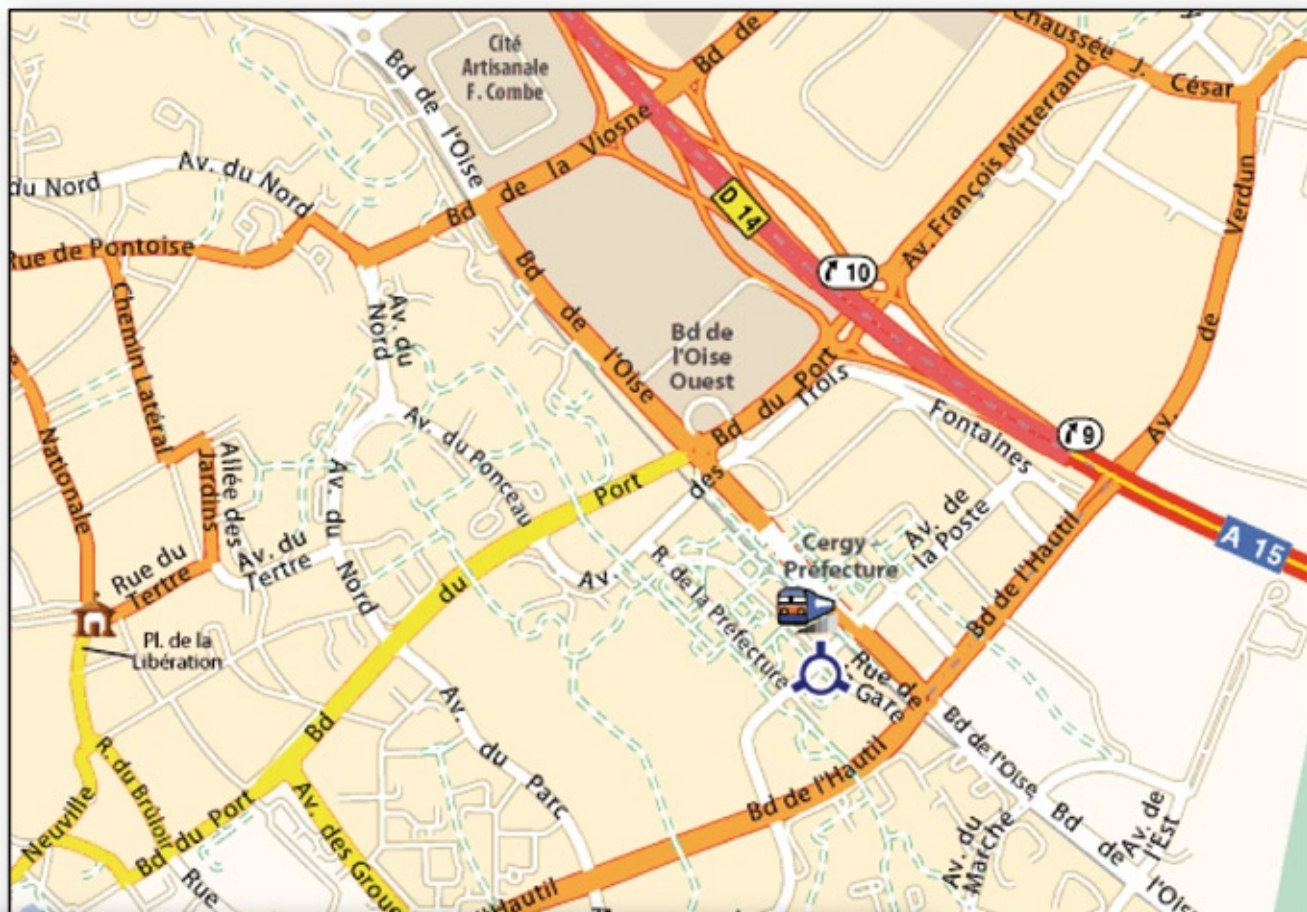 Cité
Artisanale
F. Combe
Bd de
Chaussée J. César
Bd de l'Oise
Bd de la Viosne
Av. François Mitterrand
du Nord
Av. du Nord
D 14
Av. de Verdun
Rue de Pontoise
10
Chemin Latéral
Av. du
Nord
Bd de l'Oise
Bd de
l'Oise
Ouest
Bd du Port
Av. des Trois Fontaines
9
Nationale
Allée des
Jardins
Av. du Ponceau
Av. du Nord
Bd du Port
Av. de
la Poste
A 15
Cergy -
Préfecture
Rue du
Tertre
Av. du
Tertre
R. de la Préfecture
Bd de l'Hautil
Pl. de la
Libération
Rue de
Gare
Av. du Parc
Bd de l'Oise
Bd de l'Hautil
R. du Brûloir
Neuville
Bd du Port
Av. des Grou
Bd de l'Ois
Av. du
Marché
Av. de
l'Est
Rue
l'Hautil